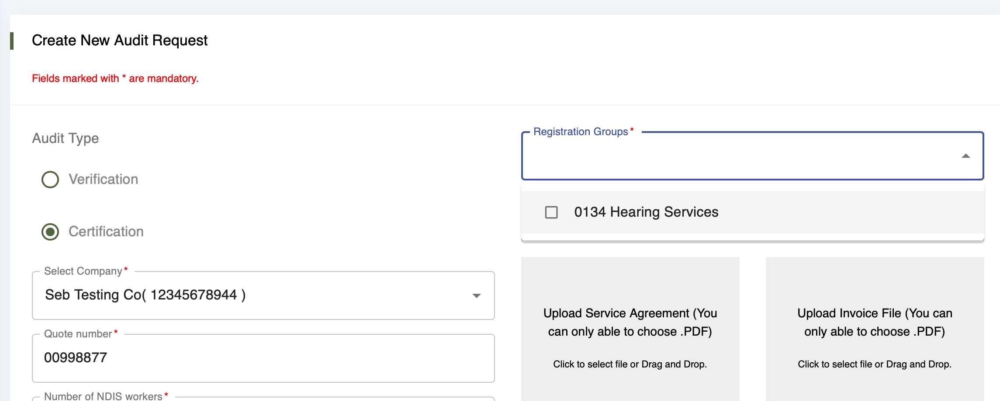 Create New Audit Request
Fields marked with * are mandatory.
Audit Type
Verification
Certification
Select Company*
Seb Testing Co( 12345678944 )
Quote number*
00998877
Number of NDIS workers*
Registration Groups*
0134 Hearing Services
Upload Service Agreement (You
can only able to choose .PDF)
Click to select file or Drag and Drop.
Upload Invoice File (You can
only able to choose .PDF)
Click to select file or Drag and Drop.